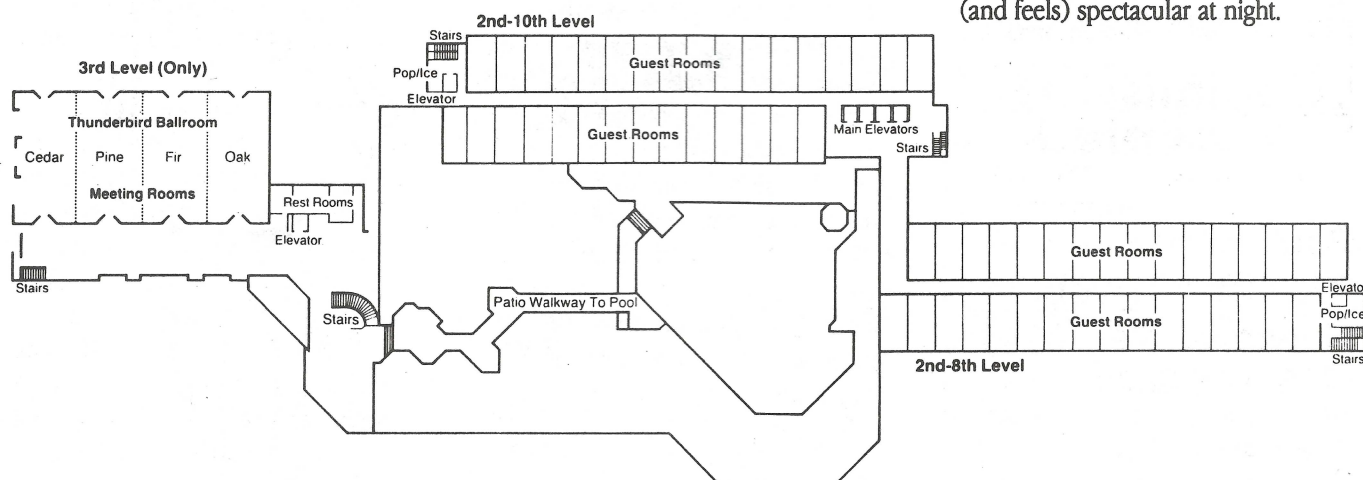 (and feels) spectacular at night.
2nd-10th Level
Stairs
Guest Rooms
Pop/Ice
Elevator
3rd Level (Only)
Thunderbird Ballroom
Cedar
Pine
Fir
Oak
Meeting Rooms
Guest Rooms
Main Elevators
Stairs
Rest Rooms
Elevator
Stairs
Guest Rooms
Patio Walkway To Pool
Stairs
Elevato
Pop/Ice
Guest Rooms
Stairs
2nd-8th Level